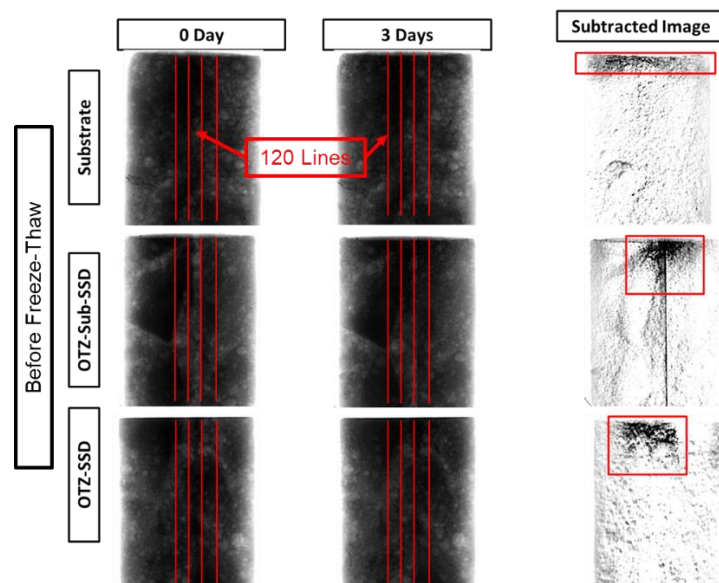 0 Day
3 Days
Subtracted Image
Before Freeze-Thaw
Substrate
120 Lines
OTZ-Sub-SSD
OTZ-SSD